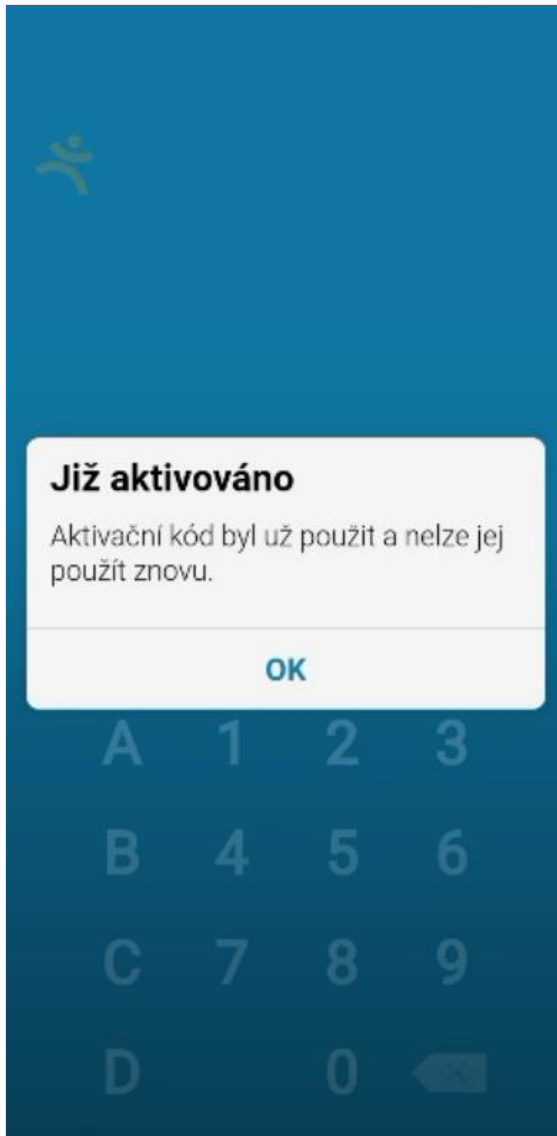 Již aktivováno
Aktivační kód byl už použit a nelze jej
použít znovu.
OK
A 1 2 3
B 4 5 6
C 7 8 9
D 0